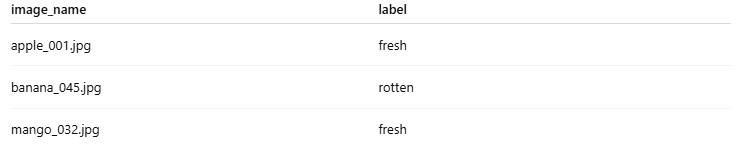 image_name label
apple_001.jpg fresh
banana_045.jpg rotten
mango_032.jpg fresh